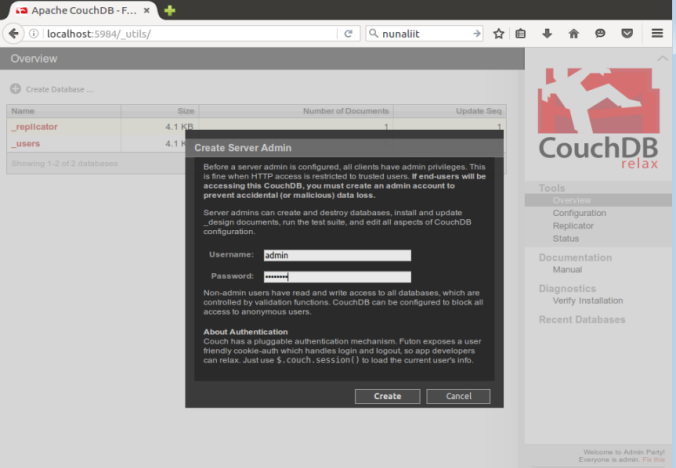 Apache CouchDB - F...
localhost:5984/_utils/
nunaliit
Overview
Create Database ...
Name Size Number of Documents Update Seq
_replicator 4.1 KB 1 1
_users 4.1
Showing 1-2 of 2 databases
Create Server Admin
Before a server admin is configured, all clients have admin privileges. This
is fine when HTTP access is restricted to trusted users. If end-users will be
accessing this CouchDB, you must create an admin account to
prevent accidental (or malicious) data loss.
Server admins can create and destroy databases, install and update
_design documents, run the test suite, and edit all aspects of CouchDB
configuration.
Username: admin
Password: ••••••••
Non-admin users have read and write access to all databases, which are
controlled by validation functions. CouchDB can be configured to block all
access to anonymous users.
About Authentication
Couch has a pluggable authentication mechanism. Futon exposes a user
friendly cookie-auth which handles login and logout, so app developers
can relax. Just use $.couch.session() to load the current user's info.
Create Cancel
CouchDB
relax
Tools
Overview
Configuration
Replicator
Status
Documentation
Manual
Diagnostics
Verify Installation
Recent Databases
Welcome to Admin Party!
Everyone is admin. Fix this